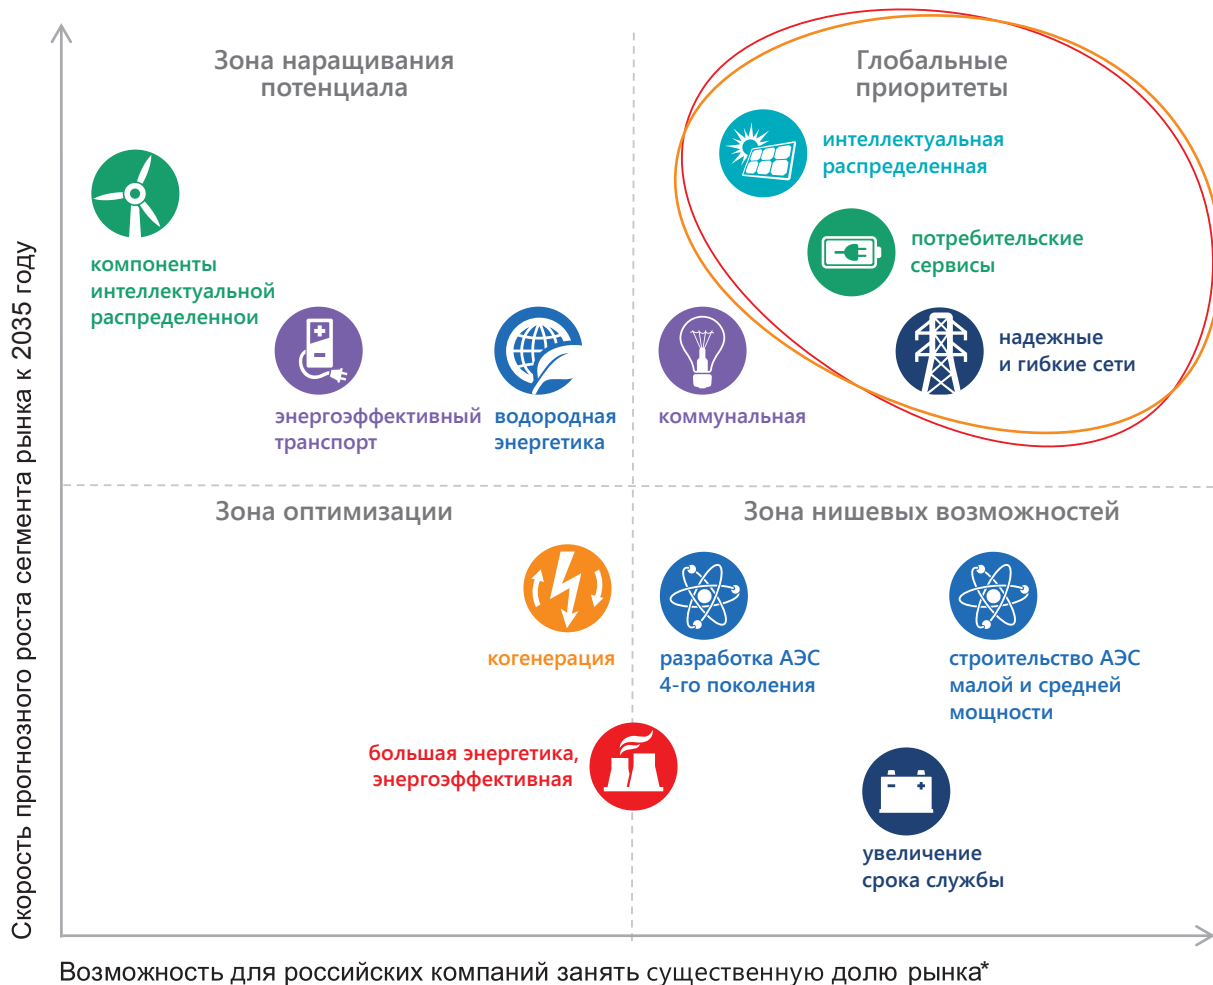 Скорость прогнозного роста сегмента рынка к 2035 году
Зона наращивания
потенциала
компоненты
интеллектуальной
распределеннои
энергоэффективный
транспорт
водородная
энергетика
Глобальные
приоритеты
интеллектуальная
распределенная
потребительские
сервисы
надежные
и гибкие сети
коммунальная
Зона оптимизации
когенерация
большая энергетика,
энергоэффективная
Зона нишевых возможностей
разработка АЭС
4-го поколения
строительство АЭС
малой и средней
мощности
увеличение
срока службы
Возможность для российских компаний занять существенную долю рынка*